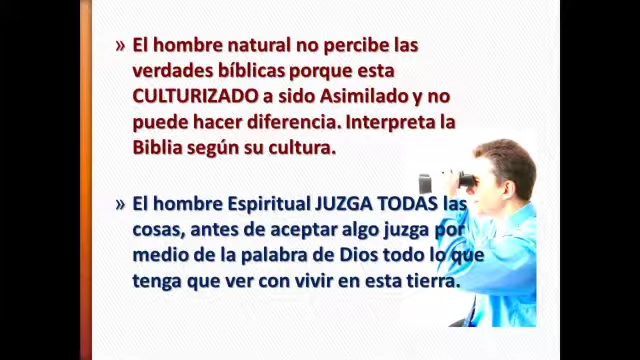 » El hombre natural no percibe las
verdades bíblicas porque esta
CULTURIZADO a sido Asimilado y no
puede hacer diferencia. Interpreta la
Biblia según su cultura.
» El hombre Espiritual JUZGA TODAS las
cosas, antes de aceptar algo juzga por
medio de la palabra de Dios todo lo que
tenga que ver con vivir en esta tierra.